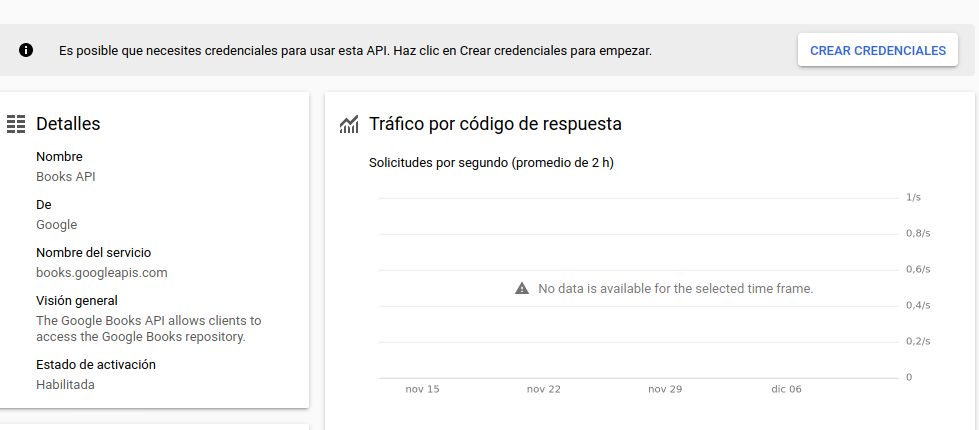 Es posible que necesites credenciales para usar esta API. Haz clic en Crear credenciales para empezar.
CREAR CREDENCIALES
Detalles
Nombre
Books API
De
Google
Nombre del servicio
books.googleapis.com
Visión general
The Google Books API allows clients to
access the Google Books repository.
Estado de activación
Habilitada
Tráfico por código de respuesta
Solicitudes por segundo (promedio de 2 h)
1/s
0,8/s
0,6/s
No data is available for the selected time frame.
0,4/s
0,2/s
0
nov 15
nov 22
nov 29
dic 06